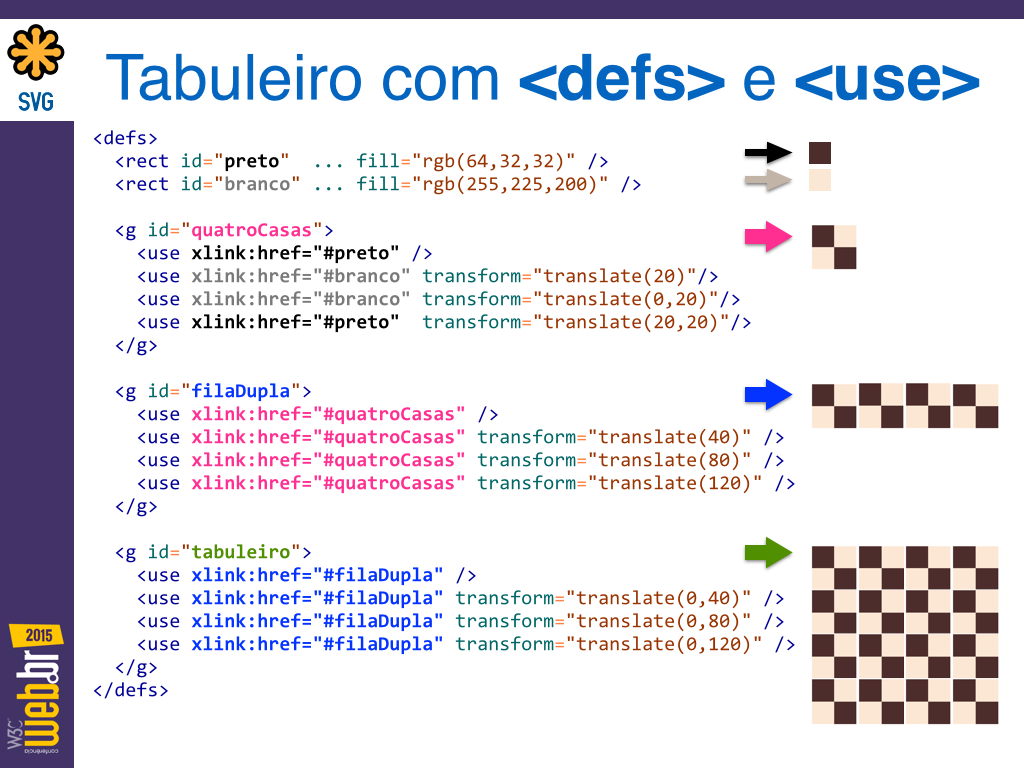 SVG
Tabuleiro com <defs> e <use>
<defs>
  <rect id="preto"  ... fill="rgb(64,32,32)" />
  <rect id="branco" ... fill="rgb(255,225,200)" />
  <g id="quatroCasas">
    <use xlink:href="#preto" />
    <use xlink:href="#branco" transform="translate(20)"/>
    <use xlink:href="#branco" transform="translate(0,20)"/>
    <use xlink:href="#preto"  transform="translate(20,20)"/>
  </g>
  <g id="filaDupla">
    <use xlink:href="#quatroCasas" />
    <use xlink:href="#quatroCasas" transform="translate(40)" />
    <use xlink:href="#quatroCasas" transform="translate(80)" />
    <use xlink:href="#quatroCasas" transform="translate(120)" />
  </g>
  <g id="tabuleiro">
    <use xlink:href="#filaDupla" />
    <use xlink:href="#filaDupla" transform="translate(0,40)" />
    <use xlink:href="#filaDupla" transform="translate(0,80)" />
    <use xlink:href="#filaDupla" transform="translate(0,120)" />
  </g>
</defs>
2015
W3C
conferência
web.br